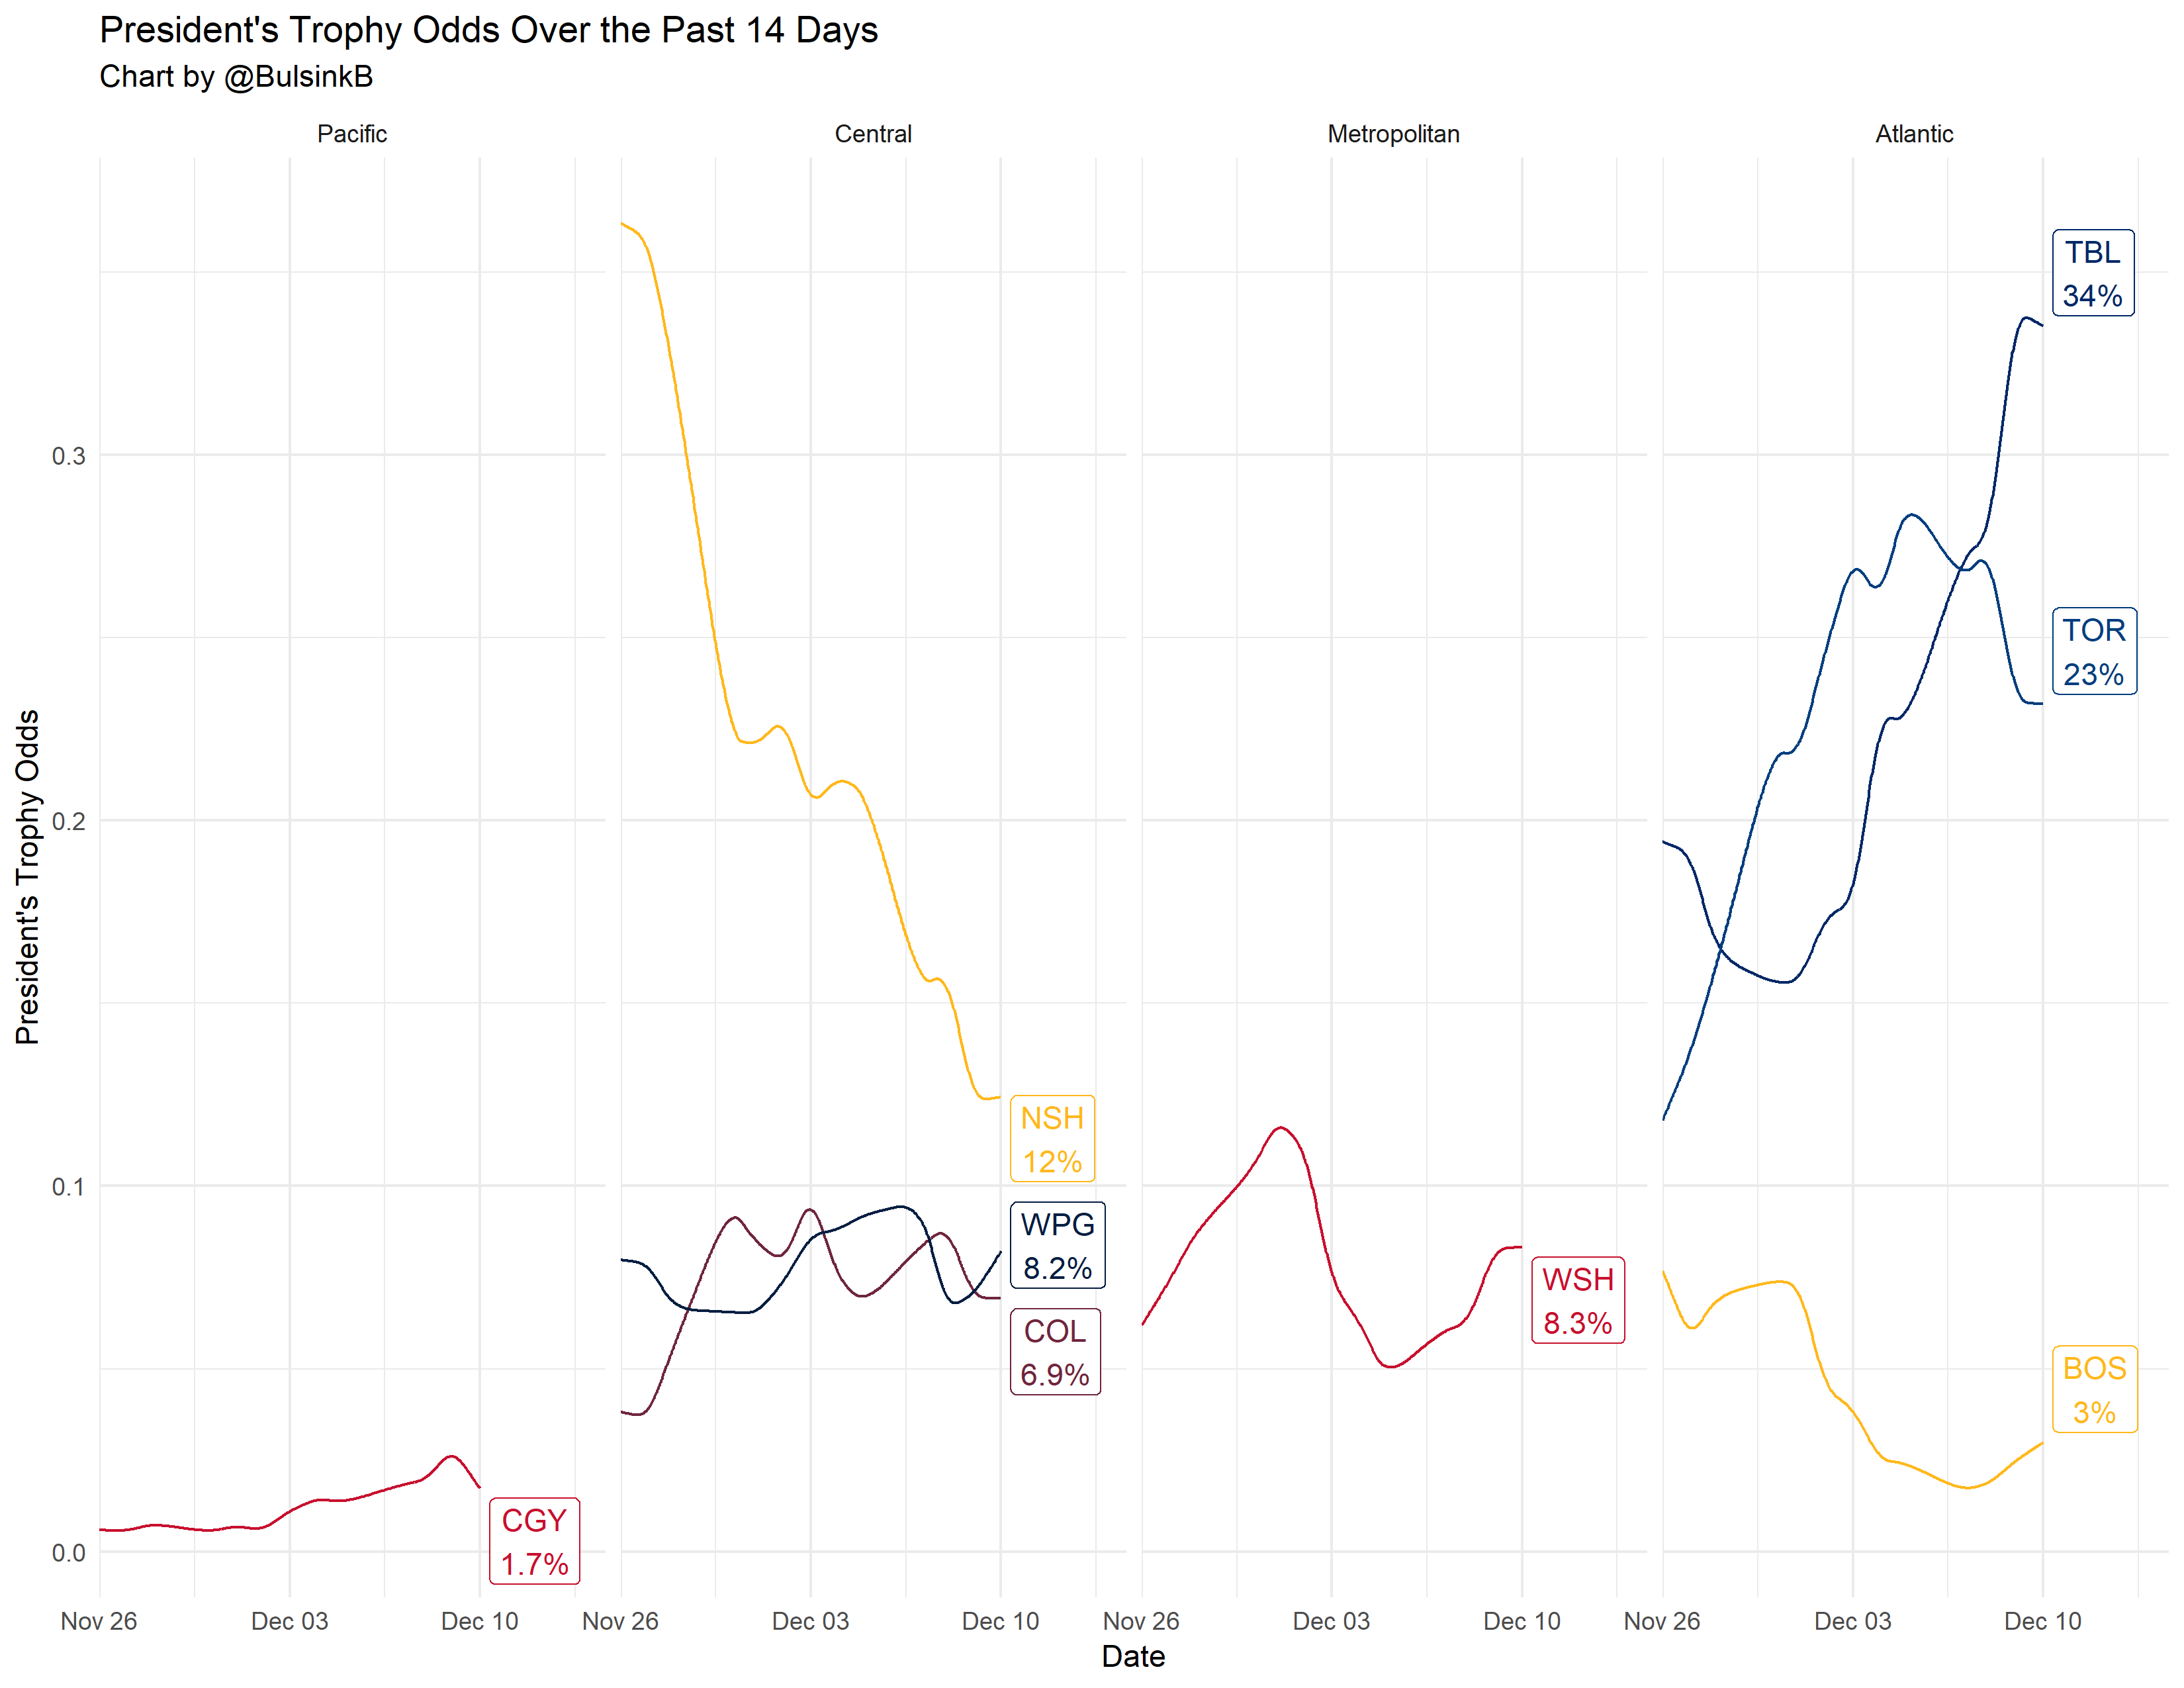 President's Trophy Odds Over the Past 14 Days
Chart by @BulsinkB
Pacific
Central
Metropolitan
Atlantic
President's Trophy Odds
0.3
0.2
0.1
0.0
TBL
34%
TOR
23%
NSH
12%
WPG
8.2%
WSH
8.3%
COL
6.9%
BOS
3%
CGY
1.7%
Nov 26 Dec 03 Dec 10 Nov 26 Dec 03 Dec 10 Nov 26 Dec 03 Dec 10 Nov 26 Dec 03 Dec 10
Date